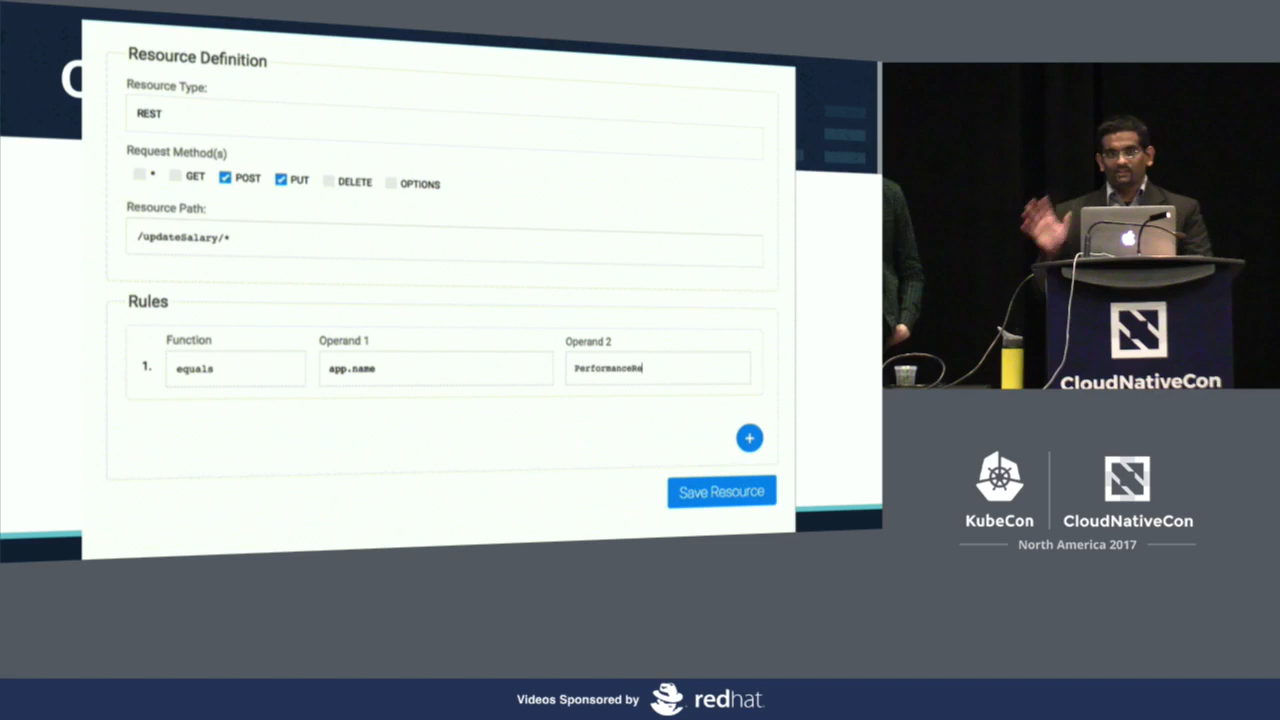 C
Resource Definition
Resource Type:
REST
Request Method(s)
* GET POST PUT DELETE OPTIONS
Resource Path:
/updateSalary/*
Rules
Function Operand 1 Operand 2
1. equals app.name PerformanceRe
+
Save Resource
CloudNativeCon
KubeCon CloudNativeCon
North America 2017
Videos Sponsored by redhat.